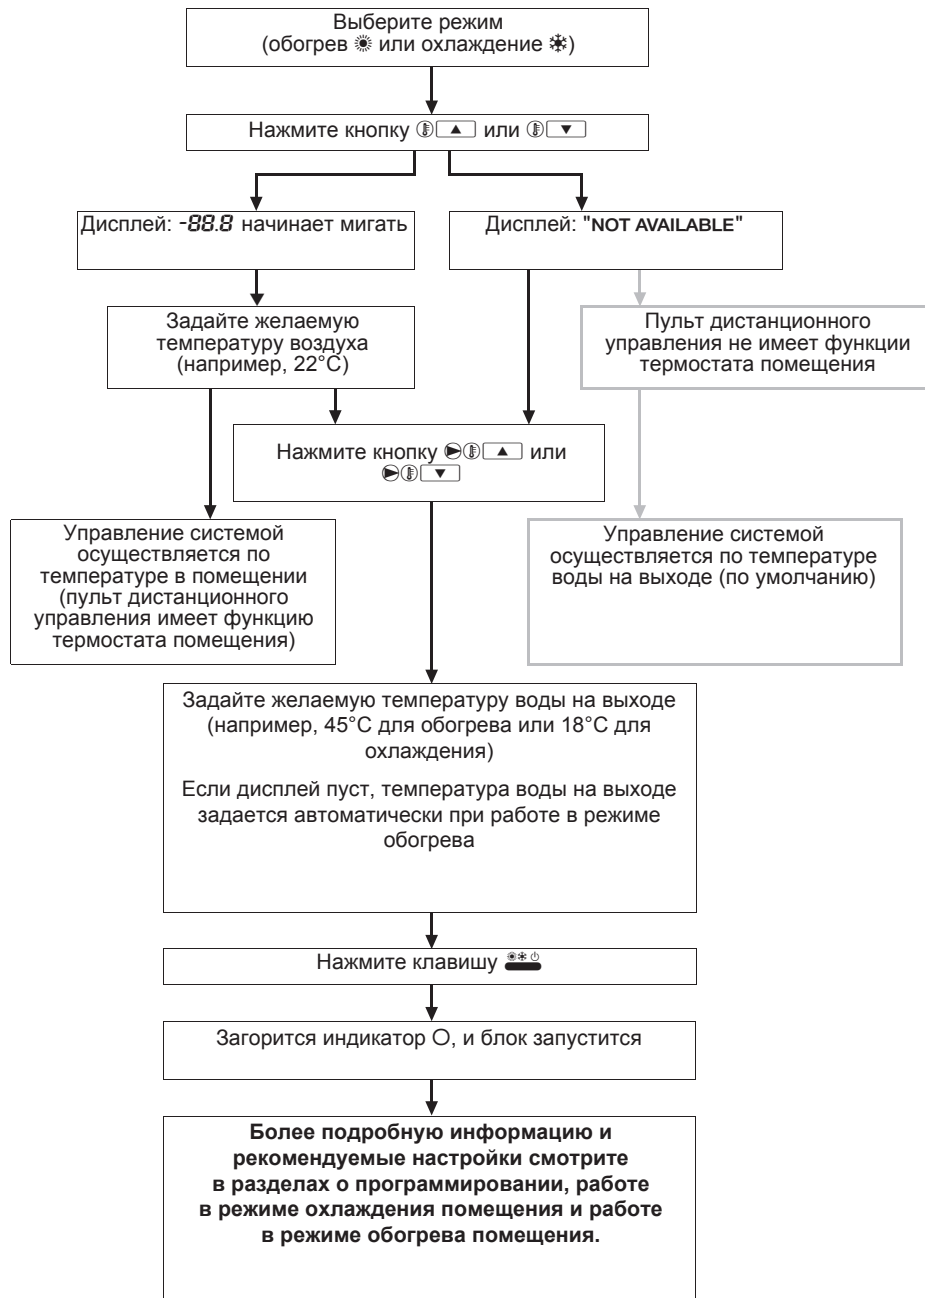 Выберите режим
(обогрев ☀ или охлаждение ❄)
Нажмите кнопку ▲ или ▼
Дисплей: -88.8 начинает мигать
Дисплей: "NOT AVAILABLE"
Задайте желаемую
температуру воздуха
(например, 22°C)
Пульт дистанционного
управления не имеет функции
термостата помещения
Нажмите кнопку ▲ или
▼
Управление системой
осуществляется по
температуре в помещении
(пульт дистанционного
управления имеет функцию
термостата помещения)
Управление системой
осуществляется по температуре
воды на выходе (по умолчанию)
Задайте желаемую температуру воды на выходе
(например, 45°C для обогрева или 18°C для
охлаждения)
Если дисплей пуст, температура воды на выходе
задается автоматически при работе в режиме
обогрева
Нажмите клавишу
Загорится индикатор O, и блок запустится
Более подробную информацию и
рекомендуемые настройки смотрите
в разделах о программировании, работе
в режиме охлаждения помещения и работе
в режиме обогрева помещения.